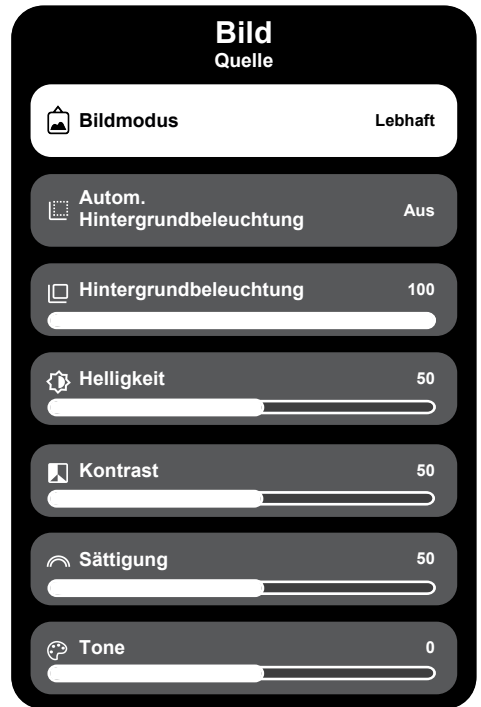 Bild
Quelle
Bildmodus Lebhaft
Autom.
Hintergrundbeleuchtung Aus
Hintergrundbeleuchtung 100
Helligkeit 50
Kontrast 50
Sättigung 50
Tone 0